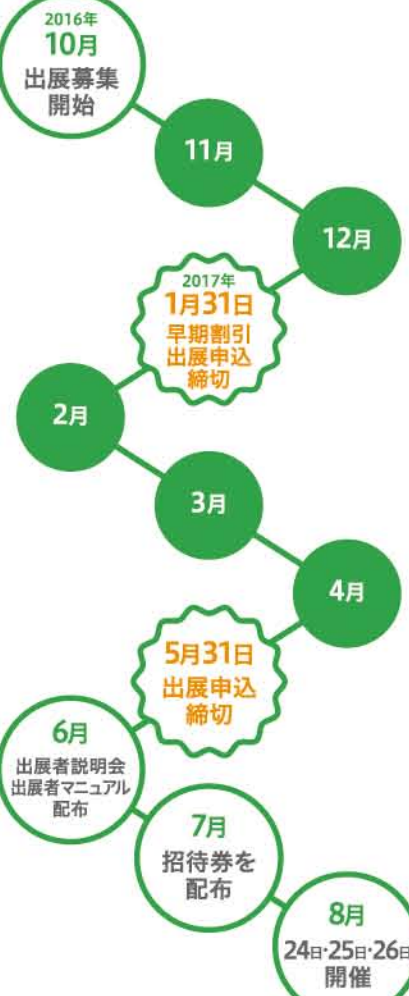 2016年
10月
出展募集
開始
11月
12月
2017年
1月31日
早期割引
出展申込
締切
2月
3月
4月
5月31日
出展申込
締切
6月
出展者説明会
出展者マニュアル
配布
7月
招待券を
配布
8月
24日・25日・26日
開催